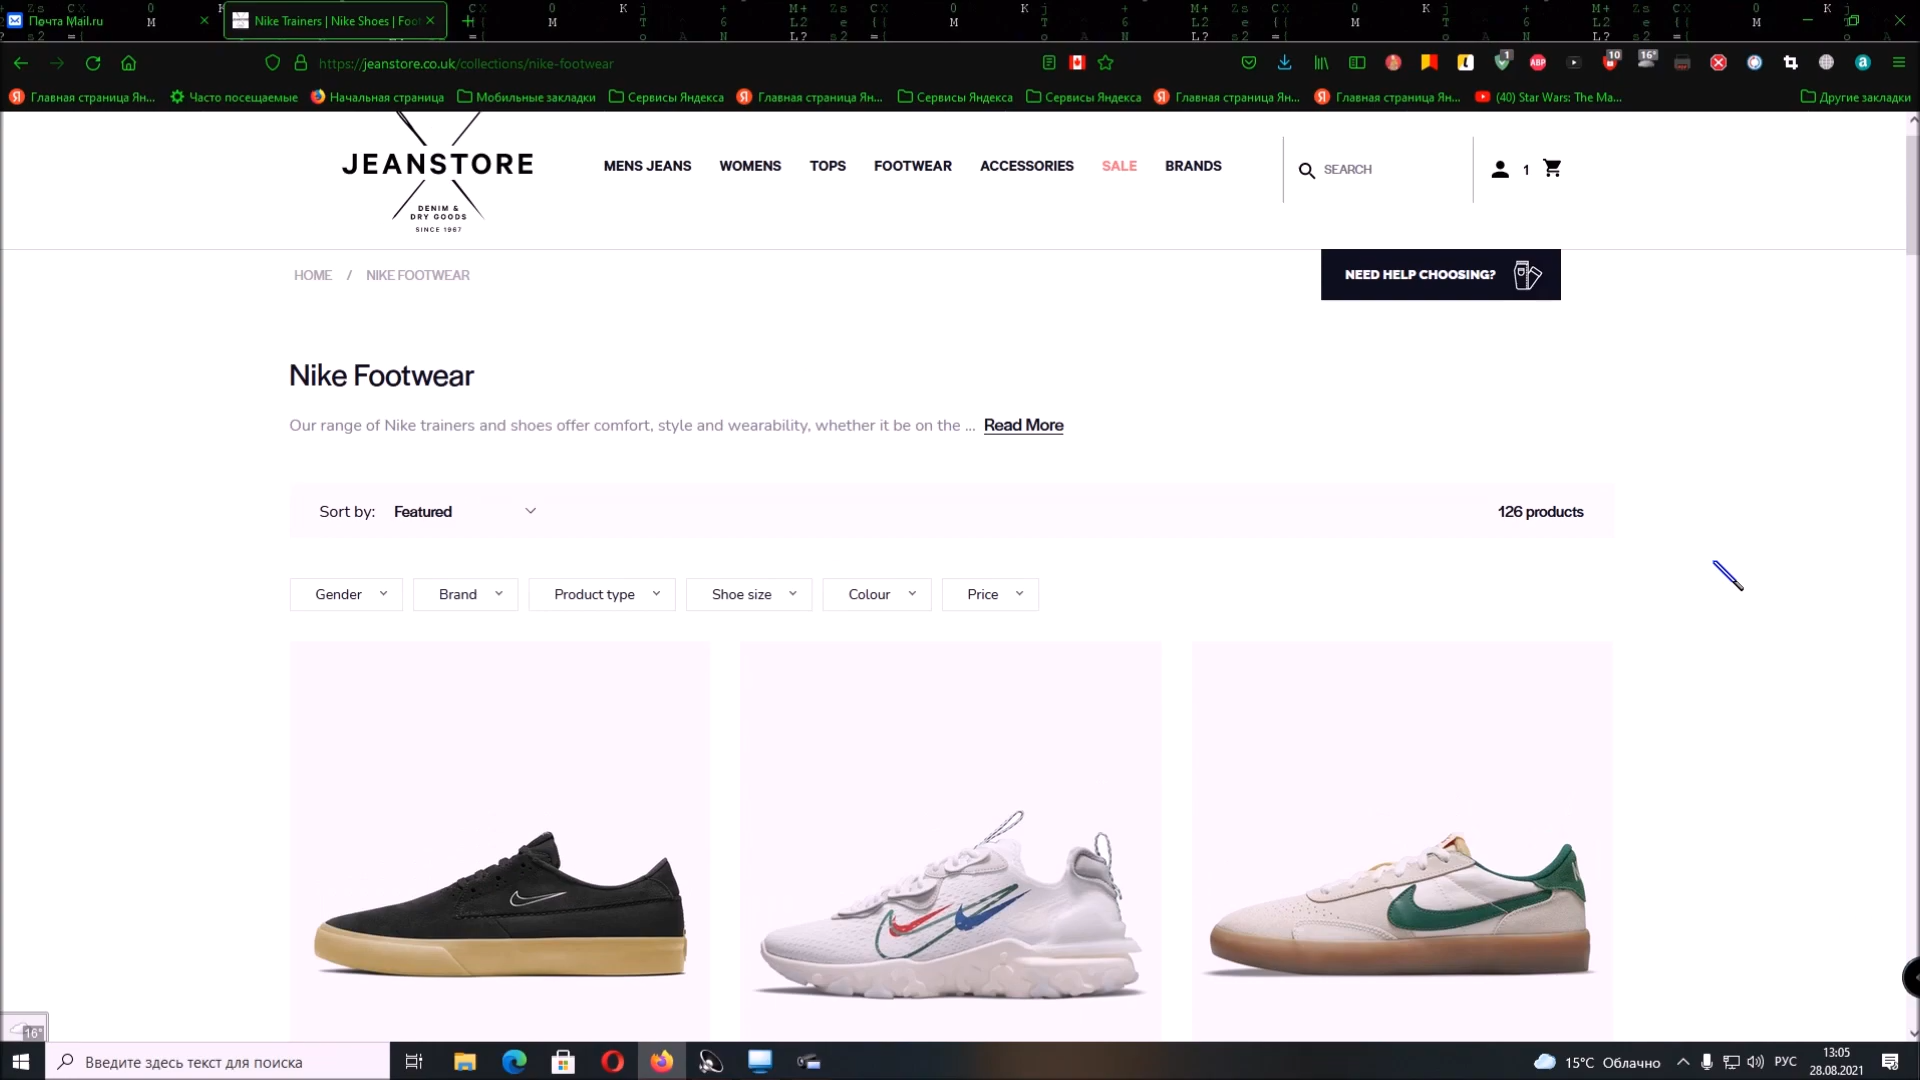 Почта Mail.ru
Nike Trainers | Nike Shoes | Foo
https://jeanstore.co.uk/collections/nike-footwear
1
ABP
10
16°
Главная страница Ян...
Часто посещаемые
Начальная страница
Мобильные закладки
Сервисы Яндекса
Главная страница Ян...
Сервисы Яндекса
Сервисы Яндекса
Главная страница Ян...
Главная страница Ян...
(40) Star Wars: The Ma...
Другие закладки
JEANSTORE
DENIM &
DRY GOODS
SINCE 1967
MENS JEANS
WOMENS
TOPS
FOOTWEAR
ACCESSORIES
SALE
BRANDS
SEARCH
1
HOME / NIKE FOOTWEAR
NEED HELP CHOOSING?
Nike Footwear
Our range of Nike trainers and shoes offer comfort, style and wearability, whether it be on the ... Read More
Sort by: Featured
126 products
Gender
Brand
Product type
Shoe size
Colour
Price
16°
Введите здесь текст для поиска
15°C Облачно
РУС
13:05
28.08.2021